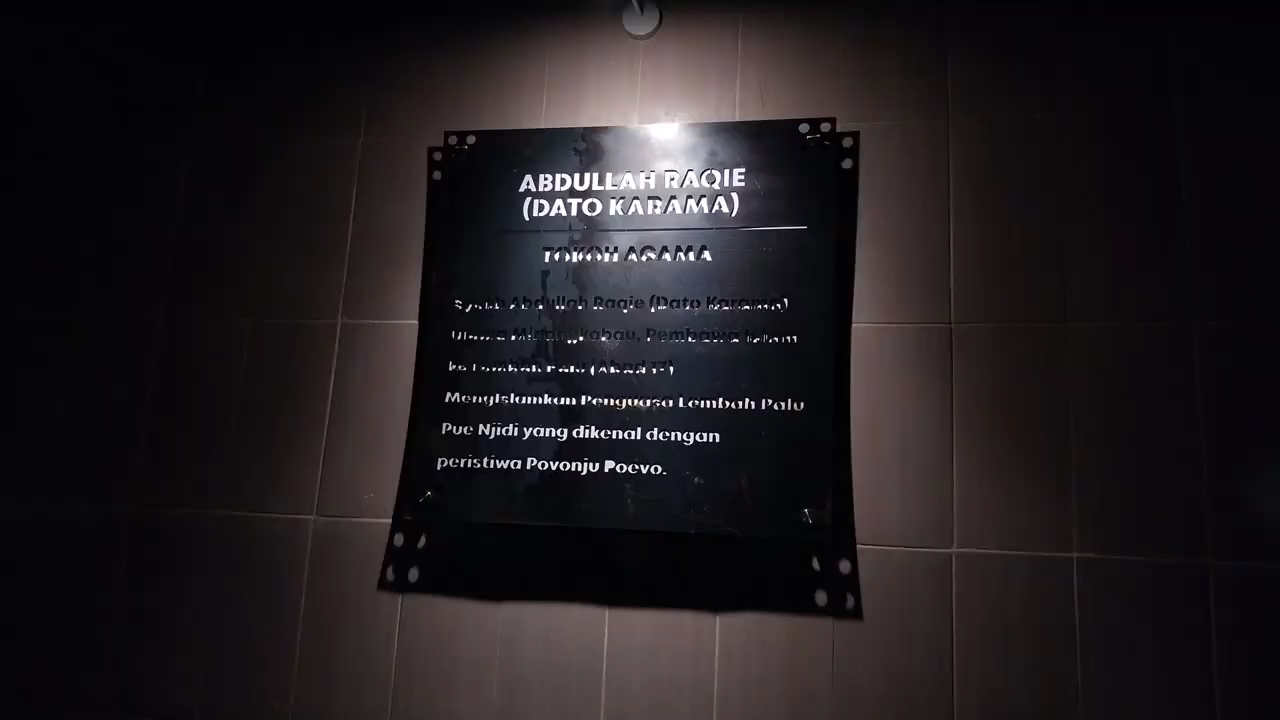 ABDULLAH RAQIE
(DATO KARAMA)
TOKOH AGAMA
Syekh Abdullah Raqie (Dato Karama)
Ulama Minangkabau, Pembawa Islam
ke Lembah Palu (Abad 17)
Mengislamkan Penguasa Lembah Palu
Pue Njidi yang dikenal dengan
peristiwa Povonju Poevo.